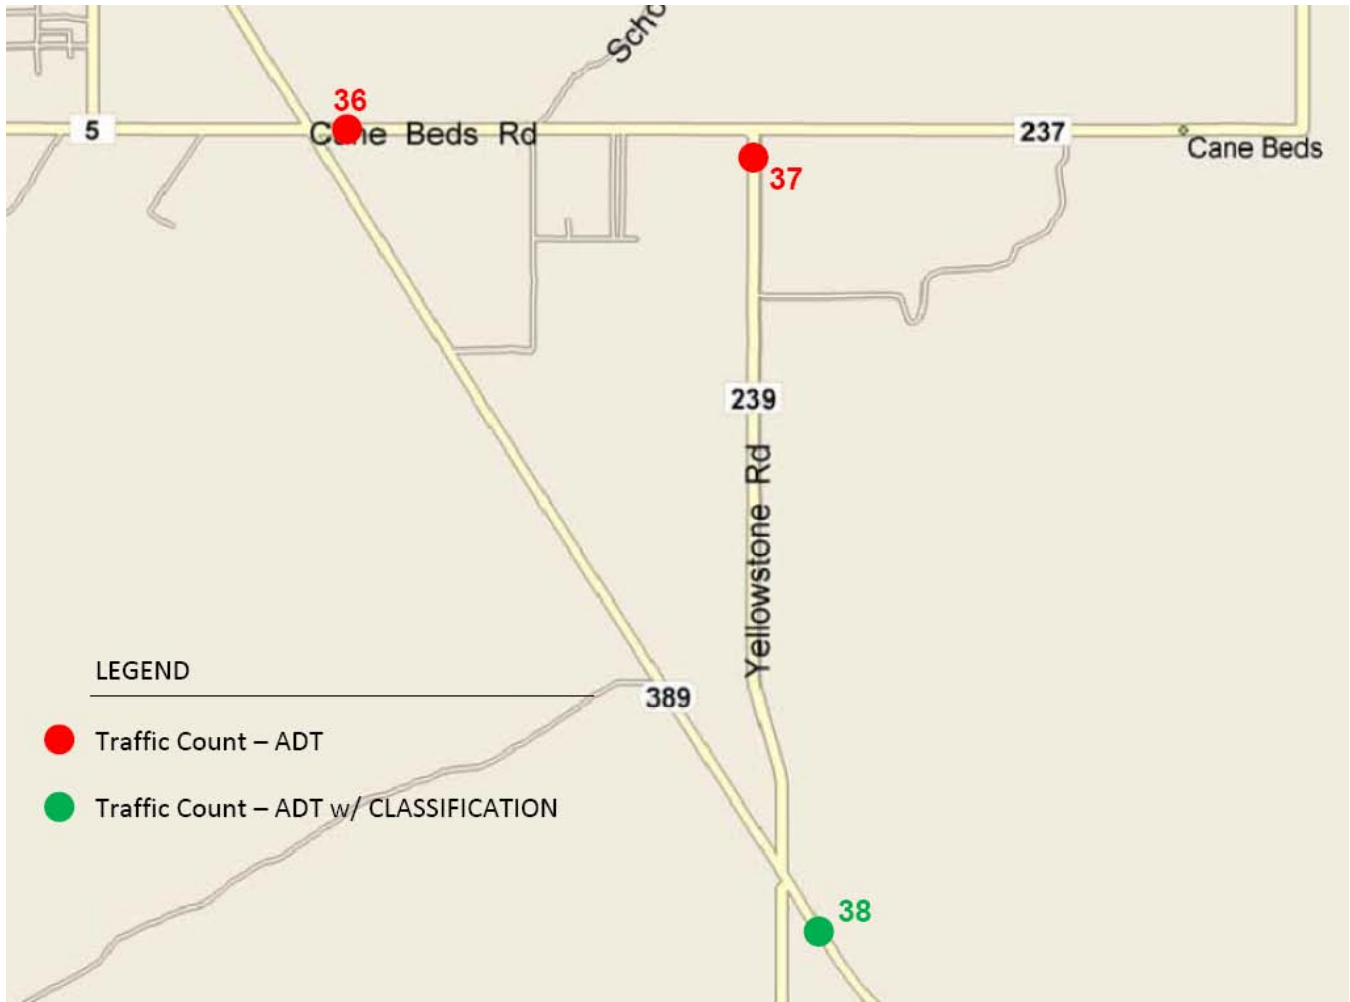 Scho
36
5
Cane Beds Rd
237
Cane Beds
37
239
Yellowstone Rd
LEGEND
389
Traffic Count – ADT
Traffic Count – ADT w/ CLASSIFICATION
38